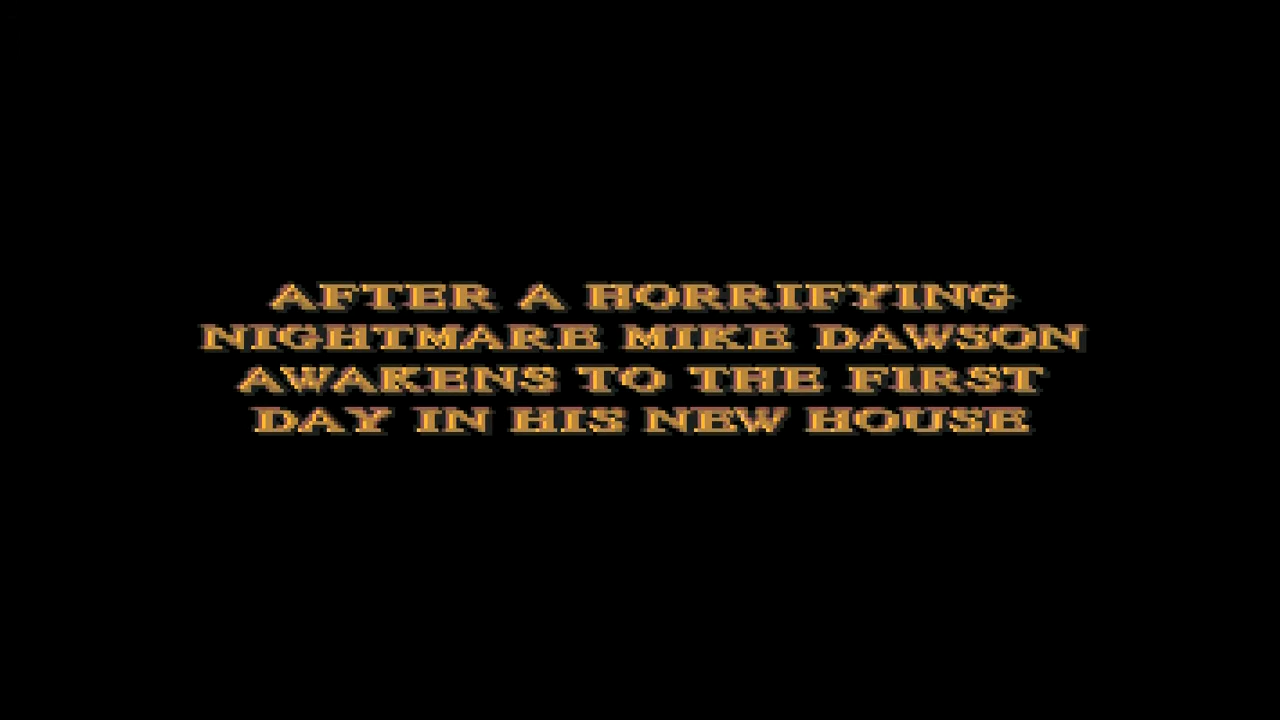 AFTER A HORRIFYING
NIGHTMARE MIKE DAWSON
AWAKENS TO THE FIRST
DAY IN HIS NEW HOUSE